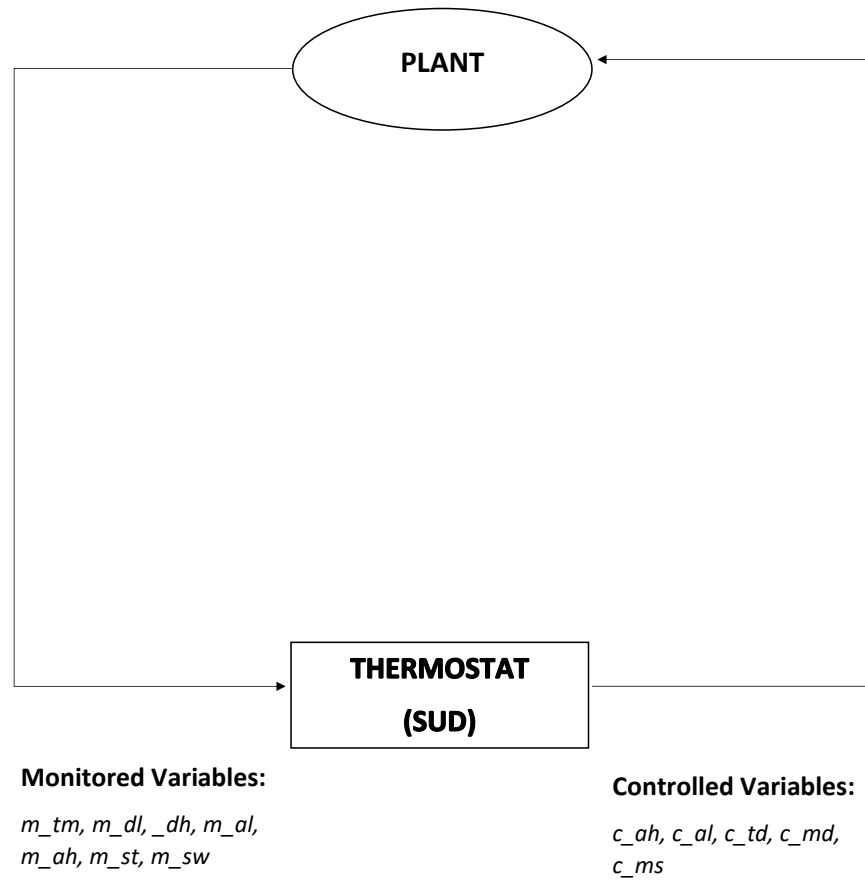 PLANT
THERMOSTAT
(SUD)
Monitored Variables:
m_tm, m_dl, _dh, m_al,
m_ah, m_st, m_sw
Controlled Variables:
c_ah, c_al, c_td, c_md,
c_ms